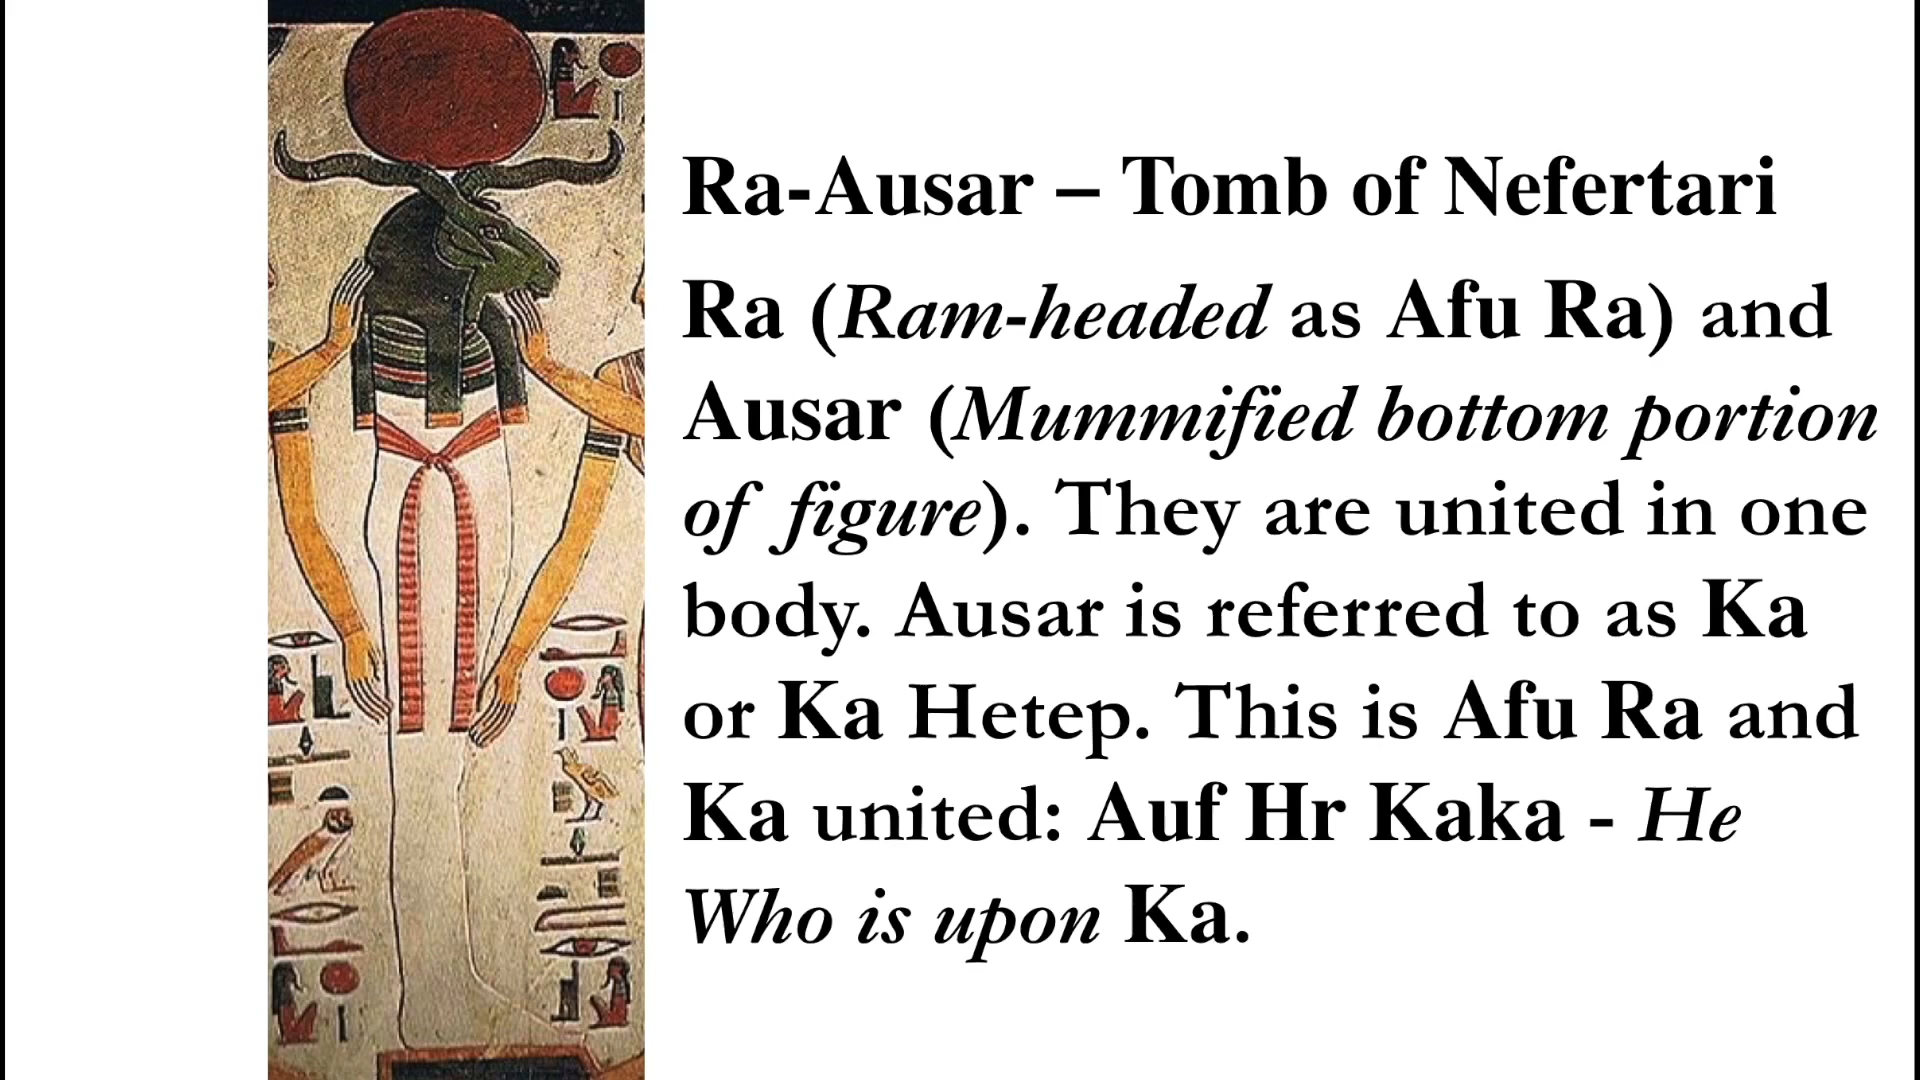 Ra-Ausar – Tomb of Nefertari
Ra (Ram-headed as Afu Ra) and
Ausar (Mummified bottom portion
of figure). They are united in one
body. Ausar is referred to as Ka
or Ka Hetep. This is Afu Ra and
Ka united: Auf Hr Kaka - He
Who is upon Ka.